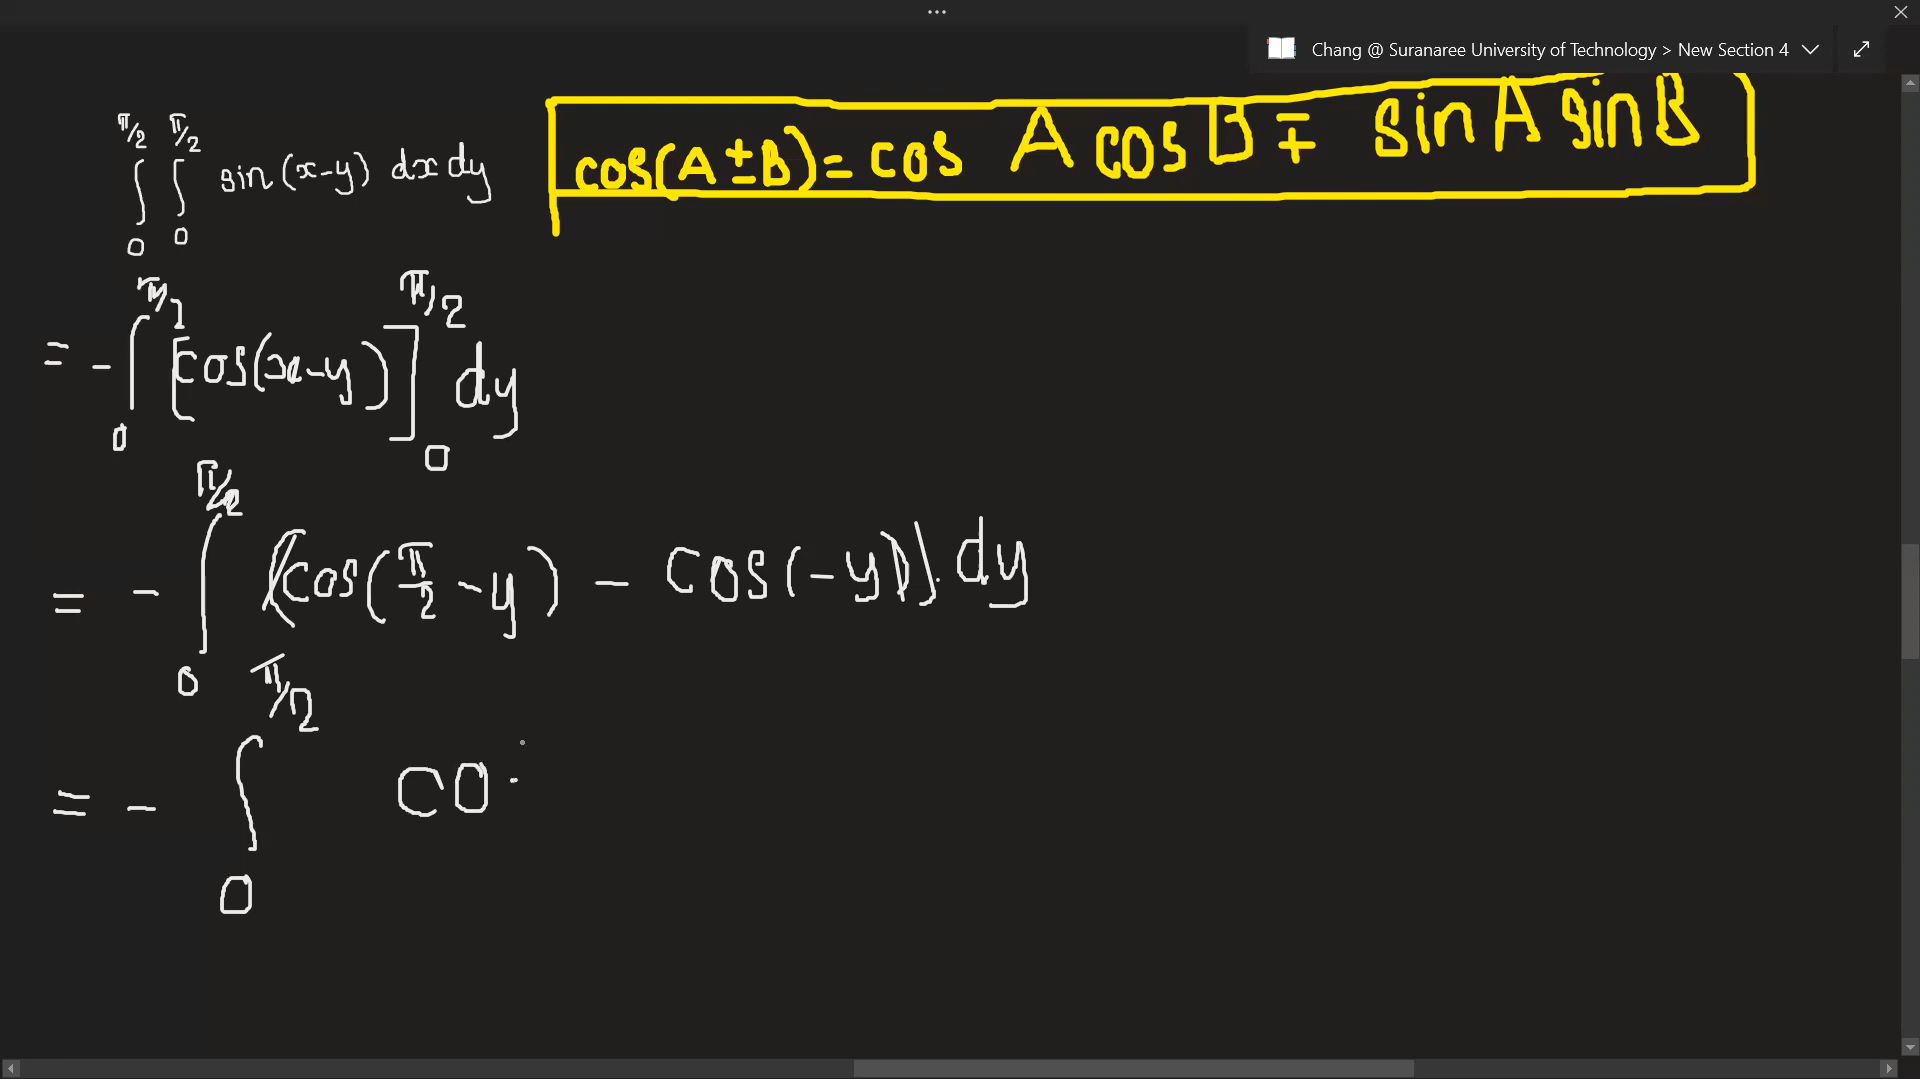 Chang @ Suranaree University of Technology > New Section 4
cos(A ± B) = cos A cos B ∓ sin A sin B
∫₀^{π/2} ∫₀^{π/2} sin(x-y) dx dy
= - ∫₀^{π/2} [cos(x-y)]₀^{π/2} dy
= - ∫₀^{π/2} (cos(π/2 - y) - cos(-y)) dy
= - ∫₀^{π/2} co